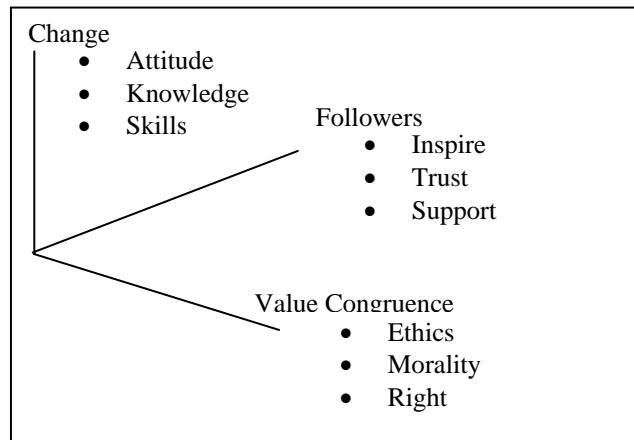 Change
• Attitude
• Knowledge
• Skills
Followers
• Inspire
• Trust
• Support
Value Congruence
• Ethics
• Morality
• Right